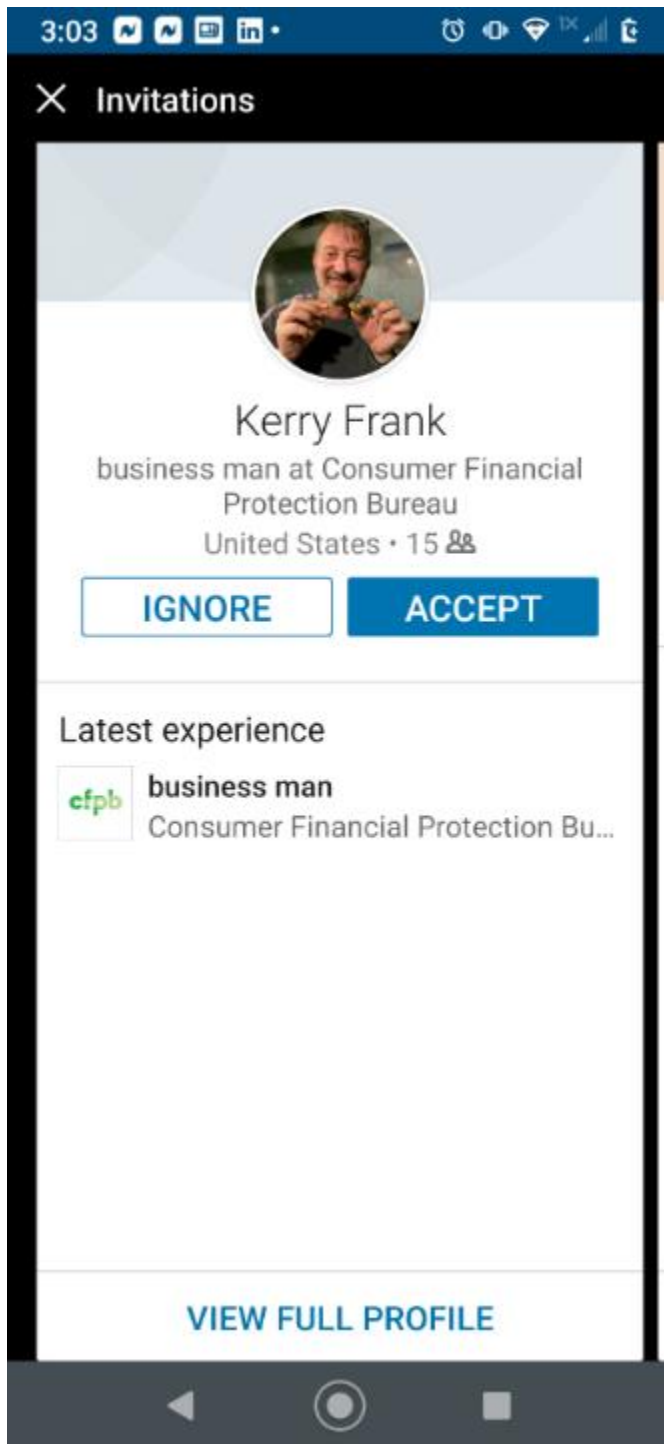 3:03
Invitations
Kerry Frank
business man at Consumer Financial
Protection Bureau
United States • 15
IGNORE
ACCEPT
Latest experience
cfpb
business man
Consumer Financial Protection Bu...
VIEW FULL PROFILE